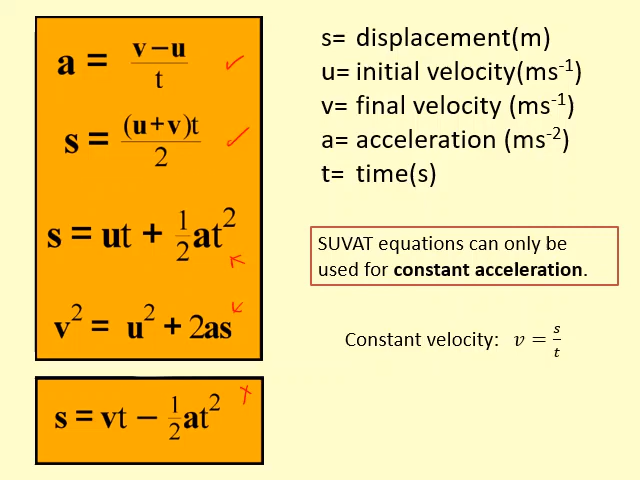 a = (v − u)/t
s = (u + v)t/2
s = ut + ½at²
v² = u² + 2as
s = vt − ½at²
s= displacement(m)
u= initial velocity(ms⁻¹)
v= final velocity (ms⁻¹)
a= acceleration (ms⁻²)
t= time(s)
SUVAT equations can only be
used for constant acceleration.
Constant velocity: v = s/t